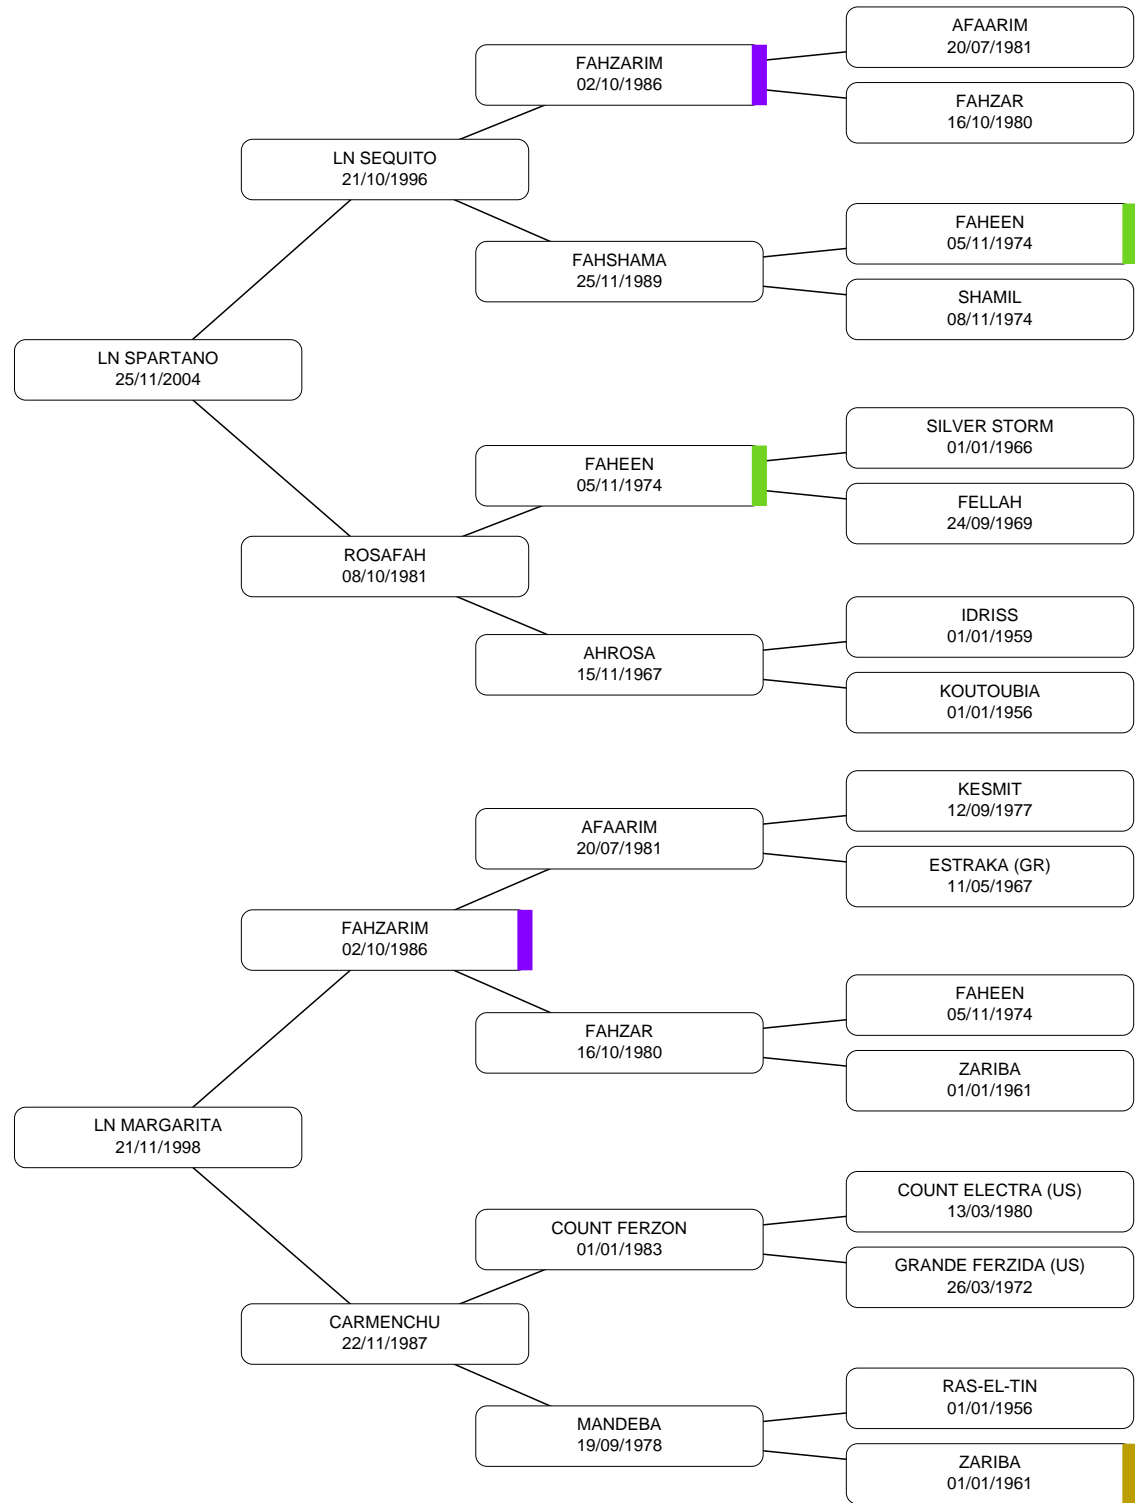 AFAARIM
20/07/1981
FAHZARIM
02/10/1986
FAHZAR
16/10/1980
LN SEQUITO
21/10/1996
FAHEEN
05/11/1974
FAHSHAMA
25/11/1989
SHAMIL
08/11/1974
LN SPARTANO
25/11/2004
SILVER STORM
01/01/1966
FAHEEN
05/11/1974
FELLAH
24/09/1969
ROSAFAH
08/10/1981
IDRISS
01/01/1959
AHROSA
15/11/1967
KOUTOUBIA
01/01/1956
KESMIT
12/09/1977
AFAARIM
20/07/1981
ESTRAKA (GR)
11/05/1967
FAHZARIM
02/10/1986
FAHEEN
05/11/1974
FAHZAR
16/10/1980
ZARIBA
01/01/1961
LN MARGARITA
21/11/1998
COUNT ELECTRA (US)
13/03/1980
COUNT FERZON
01/01/1983
GRANDE FERZIDA (US)
26/03/1972
CARMENCHU
22/11/1987
RAS-EL-TIN
01/01/1956
MANDEBA
19/09/1978
ZARIBA
01/01/1961